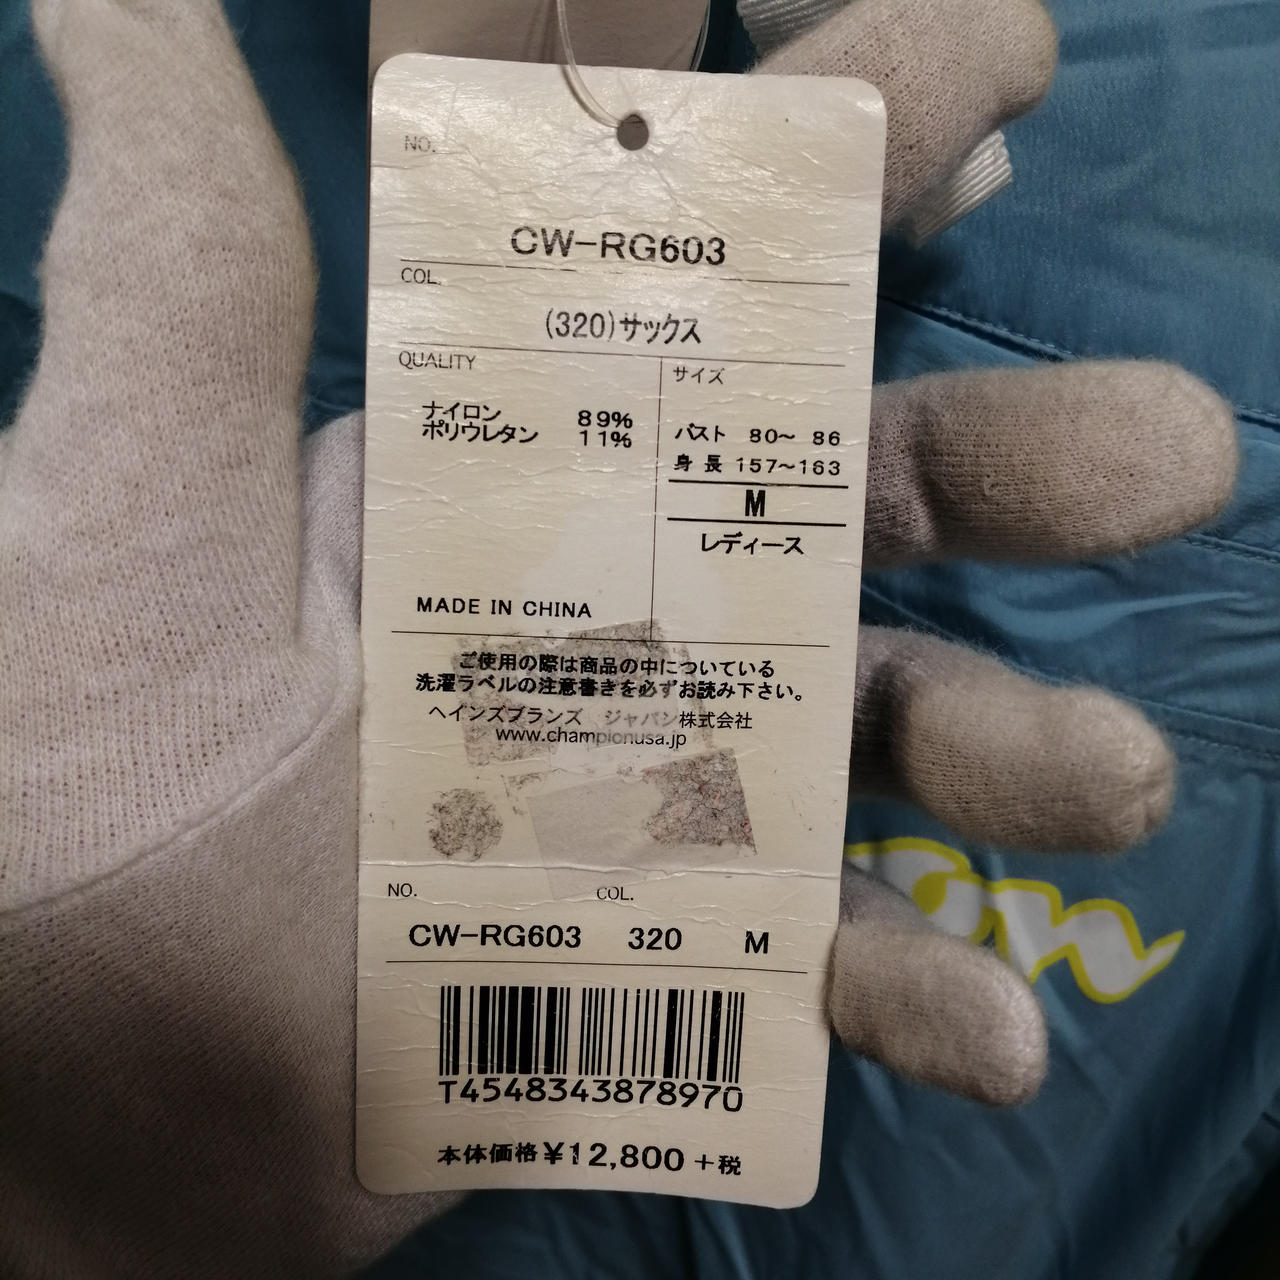 NO.
CW-RG603
COL.
(320)サックス
QUALITY
ナイロン 89%
ポリウレタン 11%
サイズ
バスト 80〜 86
身 長 157〜163
M
レディース
MADE IN CHINA
ご使用の際は商品の中についている
洗濯ラベルの注意書きを必ずお読み下さい。
ヘインズブランズ ジャパン株式会社
www.championusa.jp
NO. COL.
CW-RG603 320 M
T4548343878970
本体価格¥12,800+税